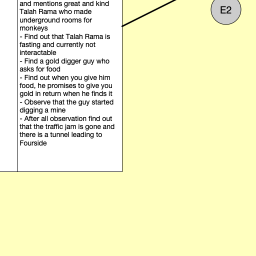 and mentions great and kind
Talah Rama who made
underground rooms for
monkeys
- Find out that Talah Rama is
fasting and currently not
interactable
- Find a gold digger guy who
asks for food
- Find out when you give him
food, he promises to give you
gold in return when he finds it
- Observe that the guy started
digging a mine
- After all observation find out
that the traffic jam is gone and
there is a tunnel leading to
Fourside
E2